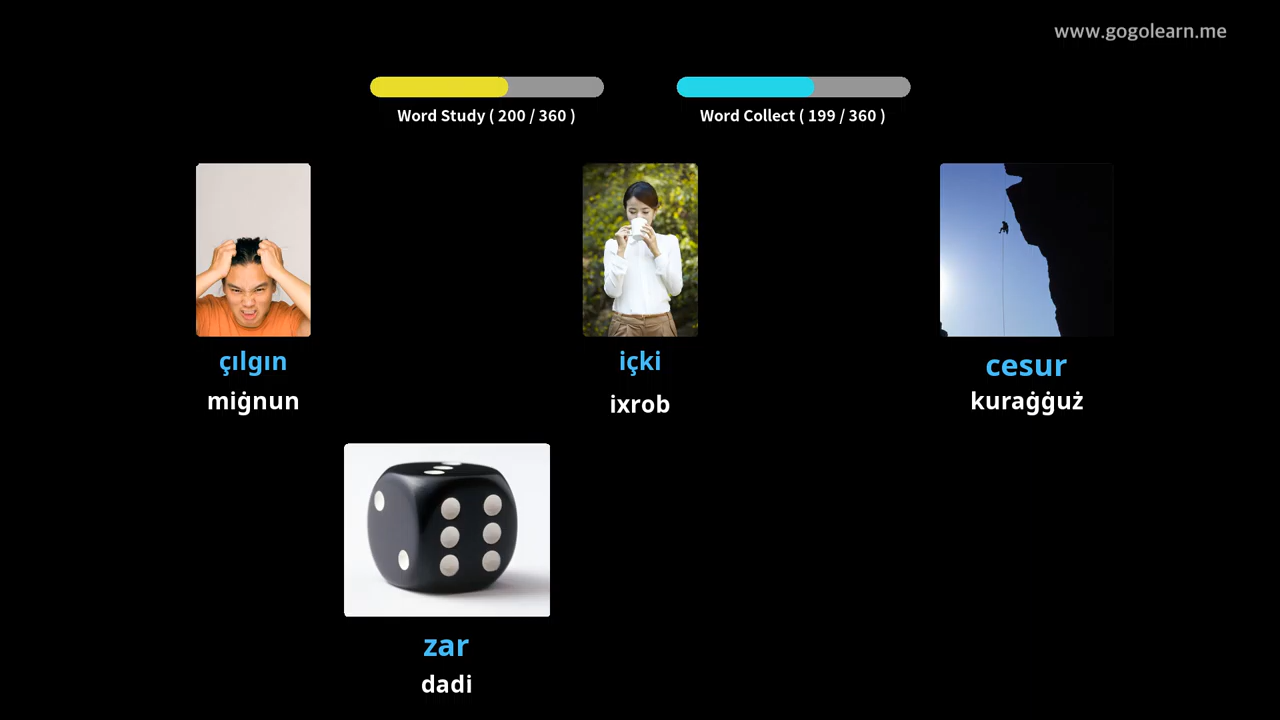 www.gogolearn.me
Word Study ( 200 / 360 )
Word Collect ( 199 / 360 )
çılgın
miġnun
içki
ixrob
cesur
kuraġġuż
zar
dadi